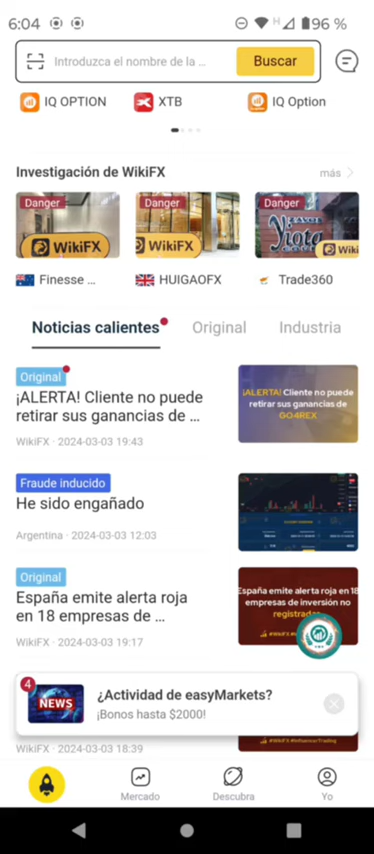 6:04
H
96 %
Introduzca el nombre de la ...
Buscar
IQ OPTION
XTB
IQ Option
Investigación de WikiFX
más
Danger
Danger
Danger
WikiFX
WikiFX
Wiki
Finesse ...
HUIGAOFX
Trade360
Noticias calientes
Original
Industria
Original
¡ALERTA! Cliente no puede
retirar sus ganancias de ...
WikiFX · 2024-03-03 19:43
¡ALERTA! Cliente no puede
retirar sus ganancias de
GO4REX
Fraude inducido
He sido engañado
Argentina · 2024-03-03 12:03
Original
España emite alerta roja
en 18 empresas de ...
WikiFX · 2024-03-03 19:17
España emite alerta roja en 18
empresas de inversión no
registradas
4
NEWS
¿Actividad de easyMarkets?
¡Bonos hasta $2000!
WikiFX · 2024-03-03 18:39
Mercado
Descubra
Yo